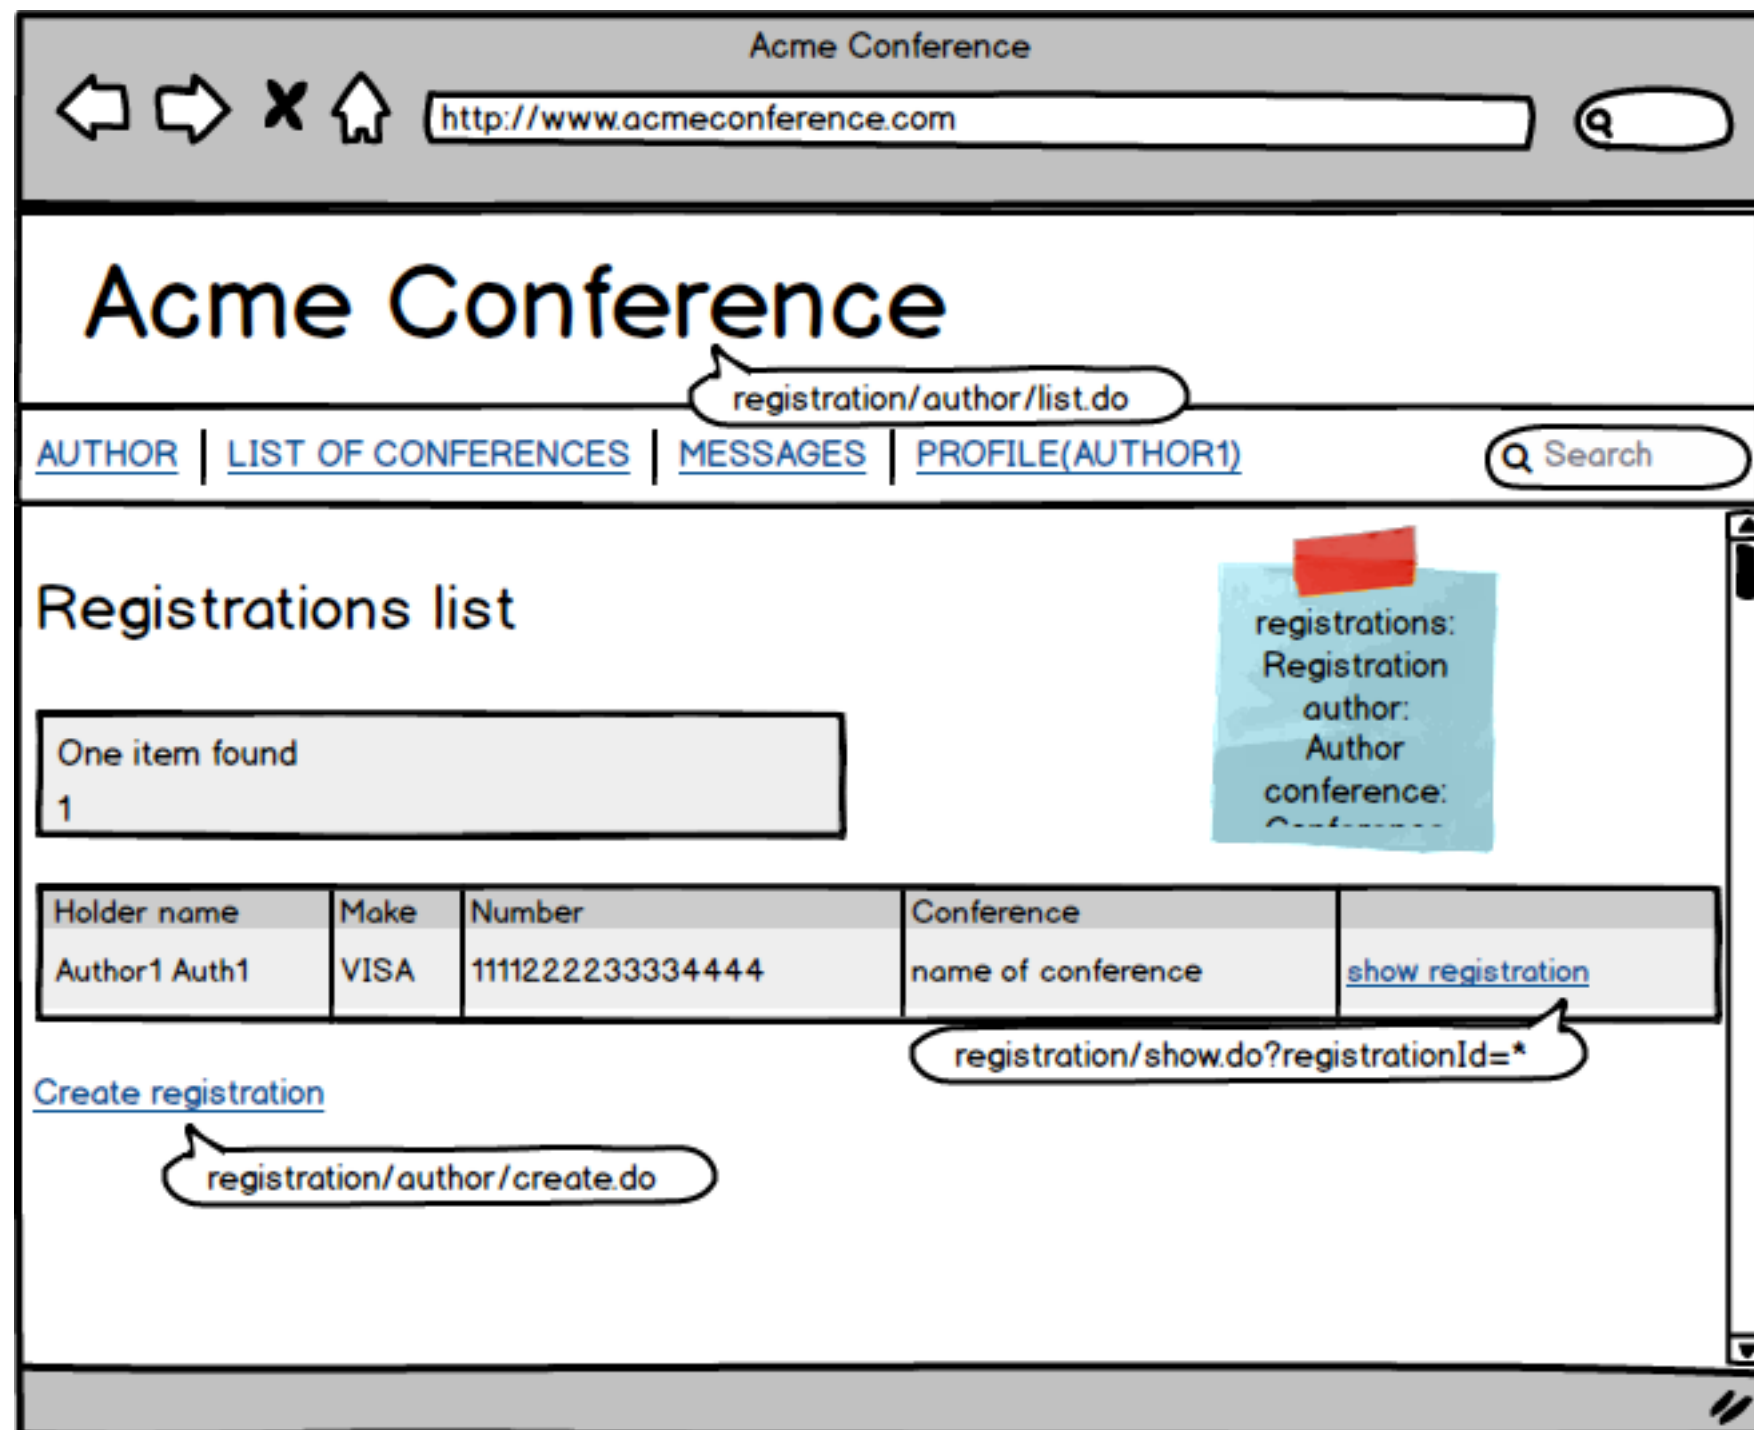 Acme Conference
http://www.acmeconference.com
Acme Conference
registration/author/list.do
AUTHOR LIST OF CONFERENCES MESSAGES PROFILE(AUTHOR1) Search
Registrations list
registrations:
Registration
author:
Author
conference:
One item found
1
Holder name Make Number Conference
Author1 Auth1 VISA 1111222233334444 name of conference show registration
registration/show.do?registrationId=*
Create registration
registration/author/create.do